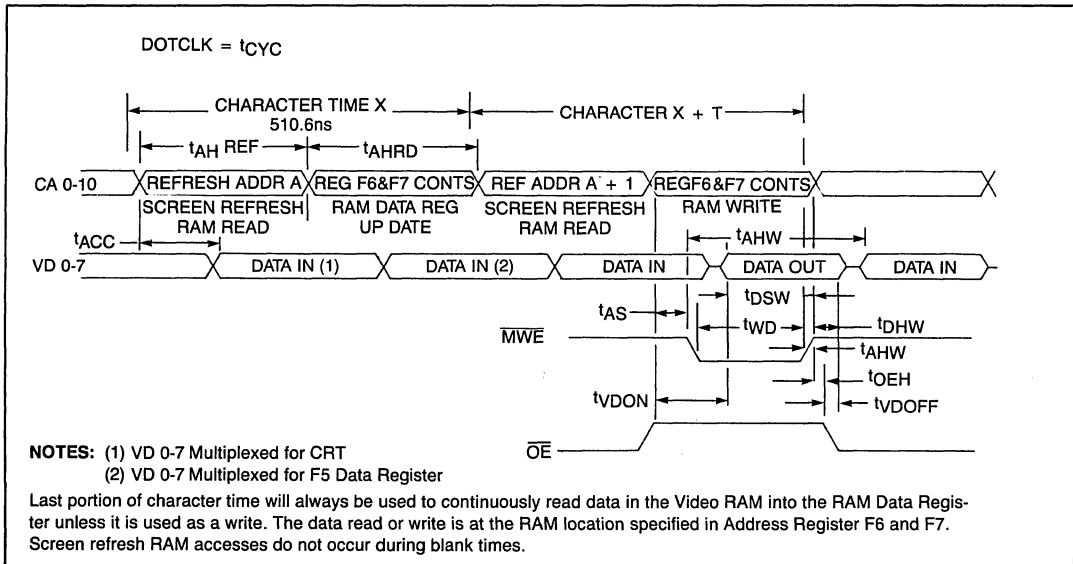 DOTCLK = tCYC
CHARACTER TIME X
510.6ns
CHARACTER X + T
tAH REF
tAHRD
CA 0-10
REFRESH ADDR A
REG F6&F7 CONTS
REF ADDR A + 1
REGF6&F7 CONTS
SCREEN REFRESH
RAM READ
RAM DATA REG
UP DATE
SCREEN REFRESH
RAM READ
RAM WRITE
tACC
tAHW
VD 0-7
DATA IN (1)
DATA IN (2)
DATA IN
DATA OUT
DATA IN
tDSW
tAS
tWD
tDHW
MWE
tAHW
tOEH
tVDON
tVDOFF
OE
NOTES: (1) VD 0-7 Multiplexed for CRT
(2) VD 0-7 Multiplexed for F5 Data Register
Last portion of character time will always be used to continuously read data in the Video RAM into the RAM Data Regis-
ter unless it is used as a write. The data read or write is at the RAM location specified in Address Register F6 and F7.
Screen refresh RAM accesses do not occur during blank times.